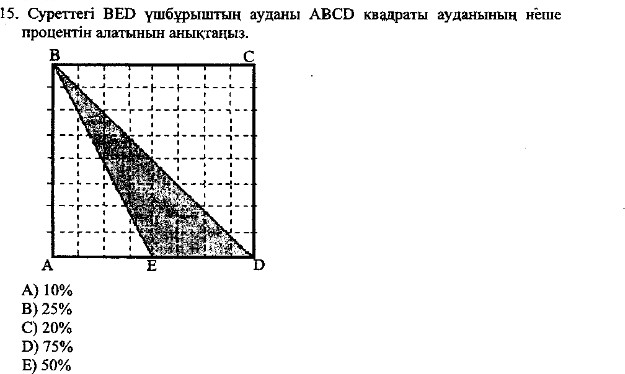 15. Суреттегі BED үшбұрыштың ауданы ABCD квадраты ауданының неше
процентін алатынын анықтаңыз.
B C
A E D
A) 10%
B) 25%
C) 20%
D) 75%
E) 50%